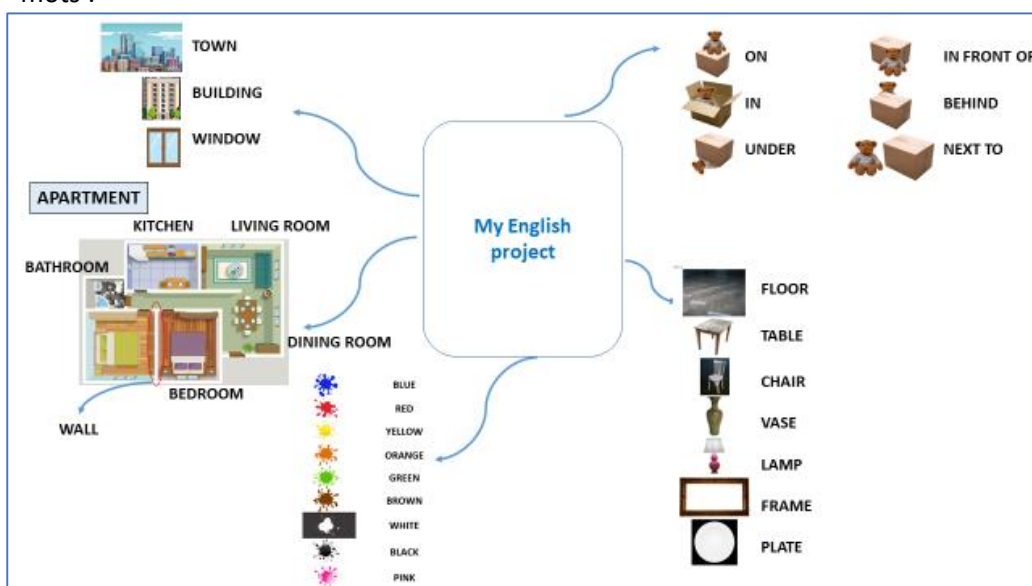 mots :
TOWN
BUILDING
WINDOW
APARTMENT
KITCHEN LIVING ROOM
BATHROOM
DINING ROOM
BEDROOM
WALL
My English
project
ON IN FRONT OF
IN BEHIND
UNDER NEXT TO
FLOOR
TABLE
CHAIR
VASE
LAMP
FRAME
PLATE
BLUE
RED
YELLOW
ORANGE
GREEN
BROWN
WHITE
BLACK
PINK